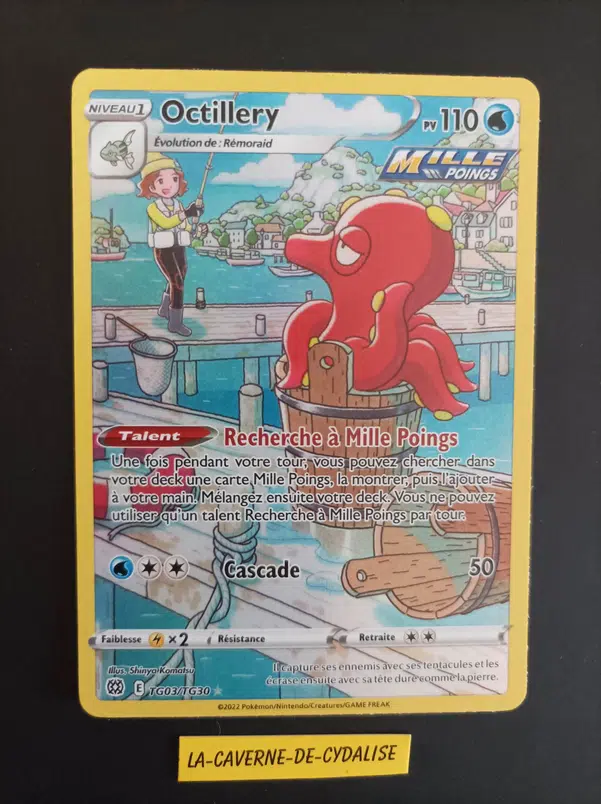 NIVEAU 1
Octillery
PV 110
Évolution de : Rémoraid
MILLE
POINGS
Talent Recherche à Mille Poings
Une fois pendant votre tour, vous pouvez chercher dans
votre deck une carte Mille Poings, la montrer, puis l'ajouter
à votre main. Mélangez ensuite votre deck. Vous ne pouvez
utiliser qu'un talent Recherche à Mille Poings par tour.
Cascade 50
Faiblesse ×2 Résistance Retraite
Illus. Shinya Komatsu
Il capture ses ennemis avec ses tentacules et les
écrase ensuite avec sa tête dure comme la pierre.
E TG03/TG30
©2022 Pokémon/Nintendo/Creatures/GAME FREAK
LA-CAVERNE-DE-CYDALISE